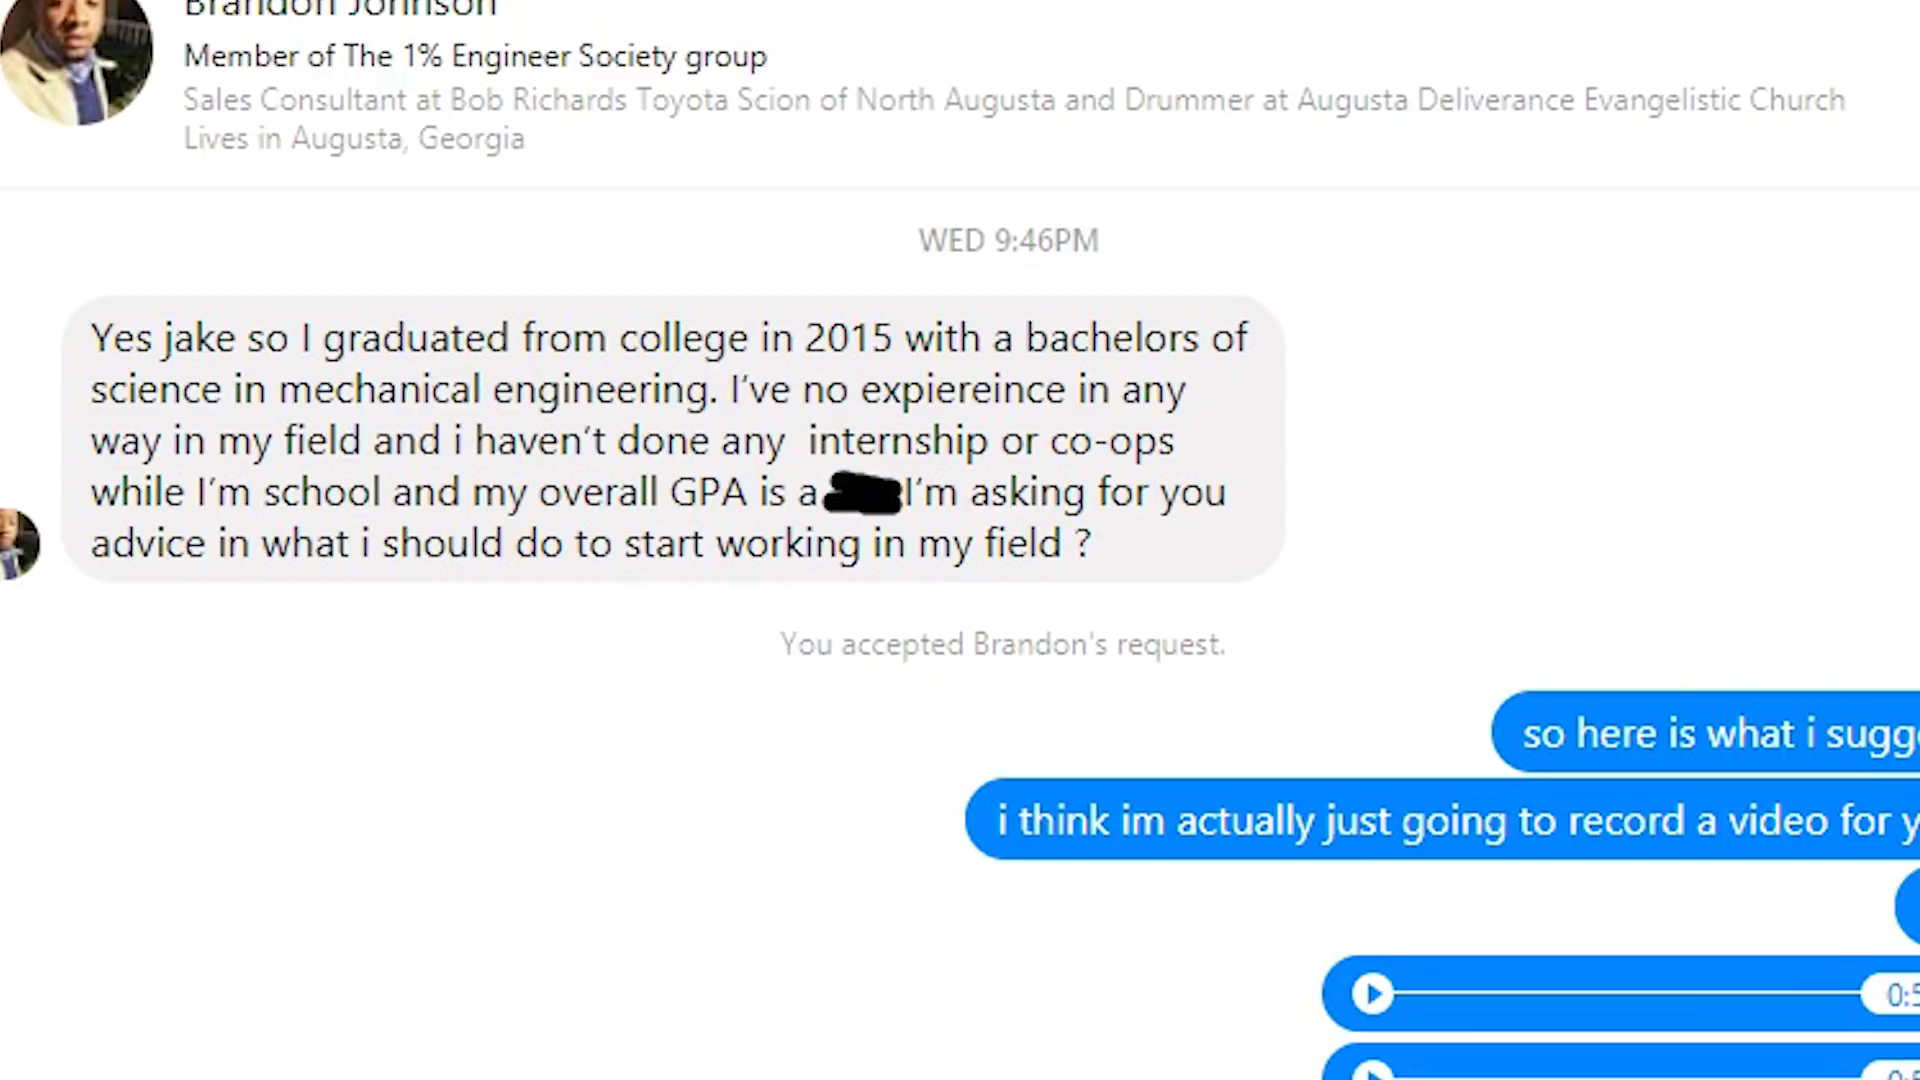 Brandon Johnson
Member of The 1% Engineer Society group
Sales Consultant at Bob Richards Toyota Scion of North Augusta and Drummer at Augusta Deliverance Evangelistic Church
Lives in Augusta, Georgia
WED 9:46PM
Yes jake so I graduated from college in 2015 with a bachelors of
science in mechanical engineering. I've no expiereince in any
way in my field and i haven't done any internship or co-ops
while I'm school and my overall GPA is a I'm asking for you
advice in what i should do to start working in my field ?
You accepted Brandon's request.
so here is what i sugg
i think im actually just going to record a video for y
0:5